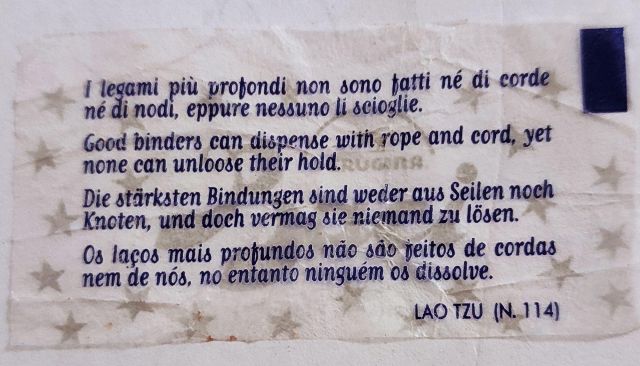 I legami più profondi non sono fatti né di corde
né di nodi, eppure nessuno li scioglie.
Good binders can dispense with rope and cord, yet
none can unloose their hold.
Die stärksten Bindungen sind weder aus Seilen noch
Knoten, und doch vermag sie niemand zu lösen.
Os laços mais profundos não são feitos de cordas
nem de nós, no entanto ninguém os dissolve.
LAO TZU (N. 114)